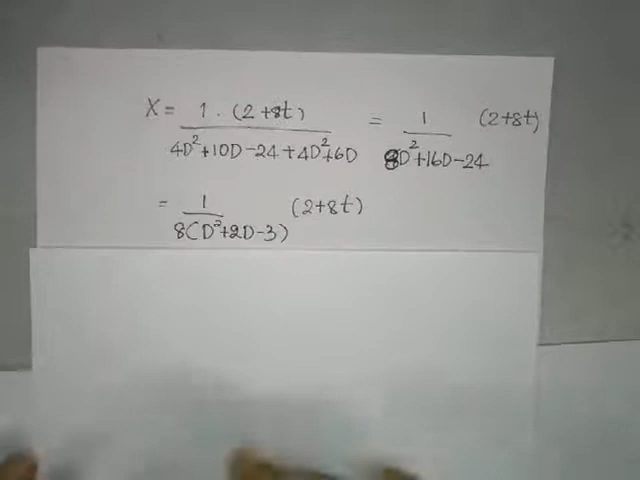 X = 1 . (2+8t) / 4D²+10D-24+4D²+6D = 1 / 8D²+16D-24 (2+8t)
= 1 / 8(D²+2D-3) (2+8t)